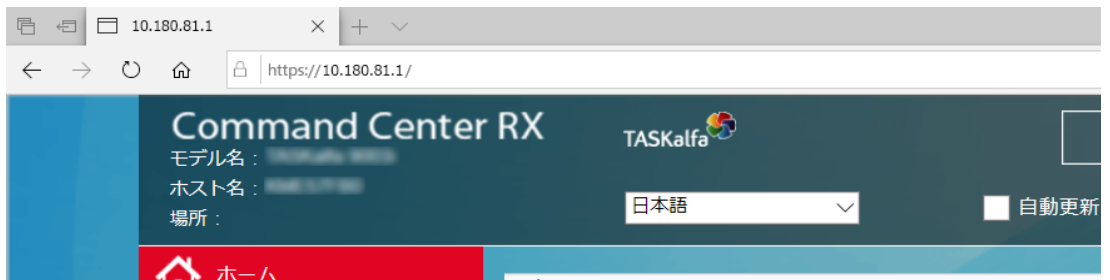 10.180.81.1
https://10.180.81.1/
Command Center RX
TASKalfa
モデル名 :
ホスト名 :
場所 :
日本語
自動更新
ホーム